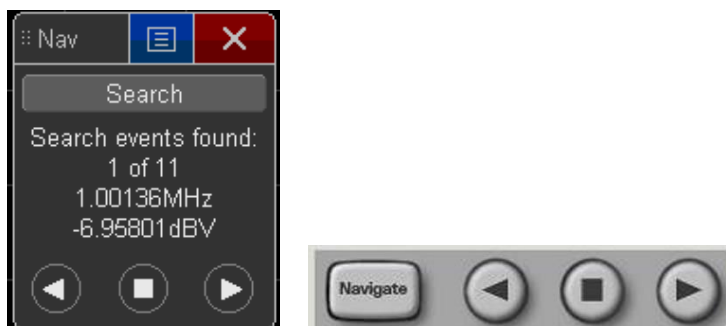 Nav
Search
Search events found:
1 of 11
1.00136MHz
-6.95801dBV
Navigate